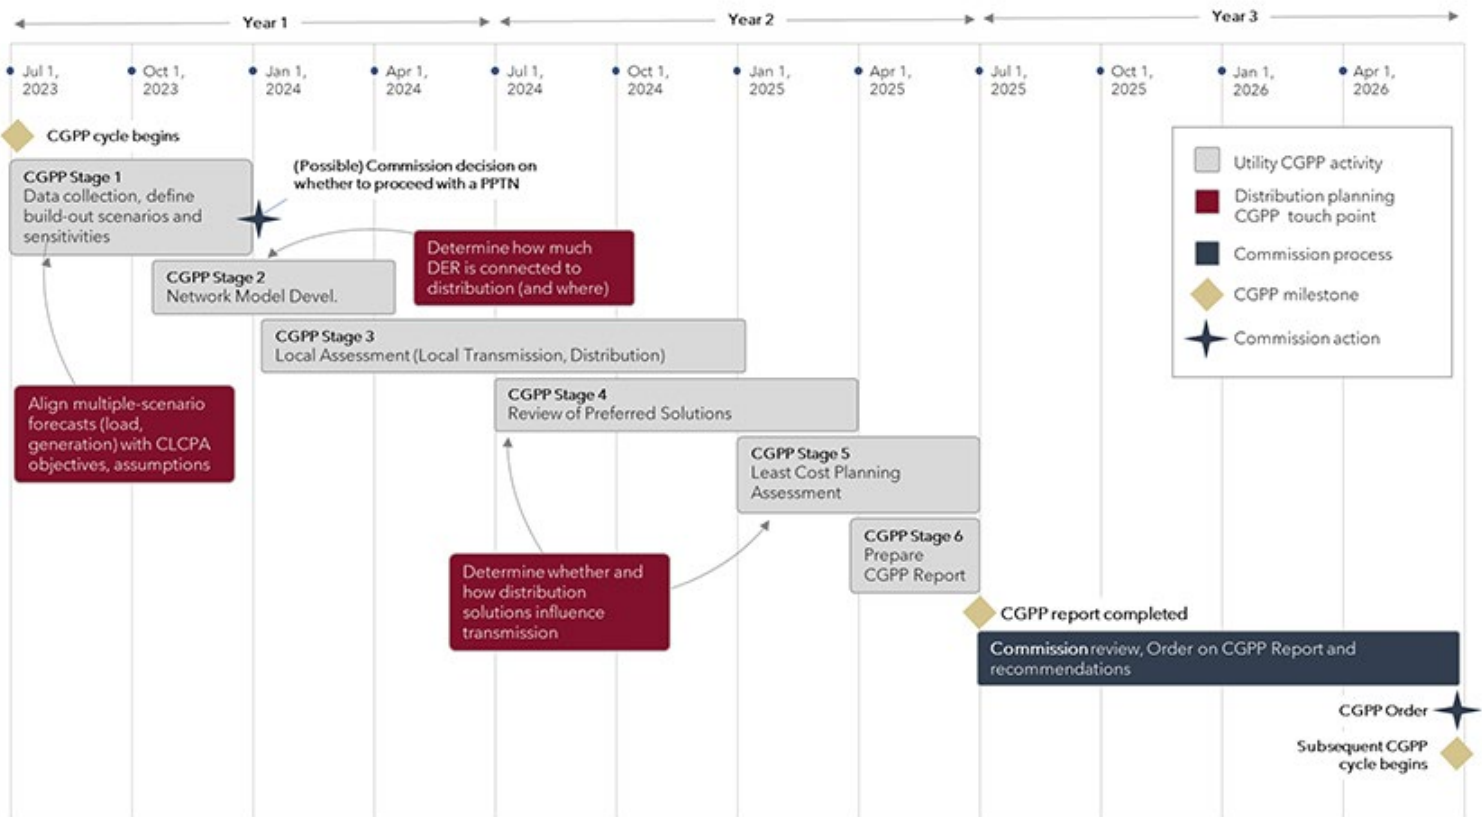 Year 1
Year 2
Year 3
Jul 1,
2023
Oct 1,
2023
Jan 1,
2024
Apr 1,
2024
Jul 1,
2024
Oct 1,
2024
Jan 1,
2025
Apr 1,
2025
Jul 1,
2025
Oct 1,
2025
Jan 1,
2026
Apr 1,
2026
CGPP cycle begins
CGPP Stage 1
Data collection, define
build-out scenarios and
sensitivities
(Possible) Commission decision on
whether to proceed with a PPTN
Determine how much
DER is connected to
distribution (and where)
CGPP Stage 2
Network Model Devel.
CGPP Stage 3
Local Assessment (Local Transmission, Distribution)
Align multiple-scenario
forecasts (load,
generation) with CLCPA
objectives, assumptions
CGPP Stage 4
Review of Preferred Solutions
CGPP Stage 5
Least Cost Planning
Assessment
CGPP Stage 6
Prepare
CGPP Report
Determine whether and
how distribution
solutions influence
transmission
CGPP report completed
Commission review, Order on CGPP Report and
recommendations
CGPP Order
Subsequent CGPP
cycle begins
Utility CGPP activity
Distribution planning
CGPP touch point
Commission process
CGPP milestone
Commission action